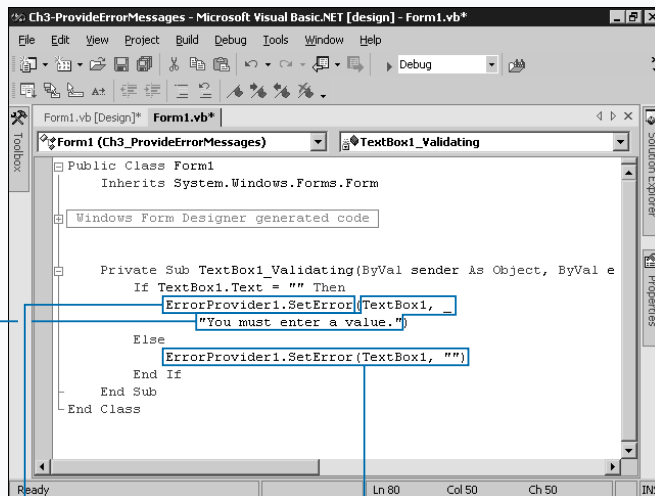 Ch3-ProvideErrorMessages - Microsoft Visual Basic.NET [design] - Form1.vb*
File Edit View Project Build Debug Tools Window Help
Debug
Form1.vb [Design]* Form1.vb*
Form1 (Ch3_ProvideErrorMessages) TextBox1_Validating
Toolbox
Solution Explorer
Properties
Public Class Form1
Inherits System.Windows.Forms.Form
Windows Form Designer generated code
Private Sub TextBox1_Validating(ByVal sender As Object, ByVal e
If TextBox1.Text = "" Then
ErrorProvider1.SetError(TextBox1, _
"You must enter a value.")
Else
ErrorProvider1.SetError(TextBox1, "")
End If
End Sub
End Class
Ready Ln 80 Col 50 Ch 50 INS